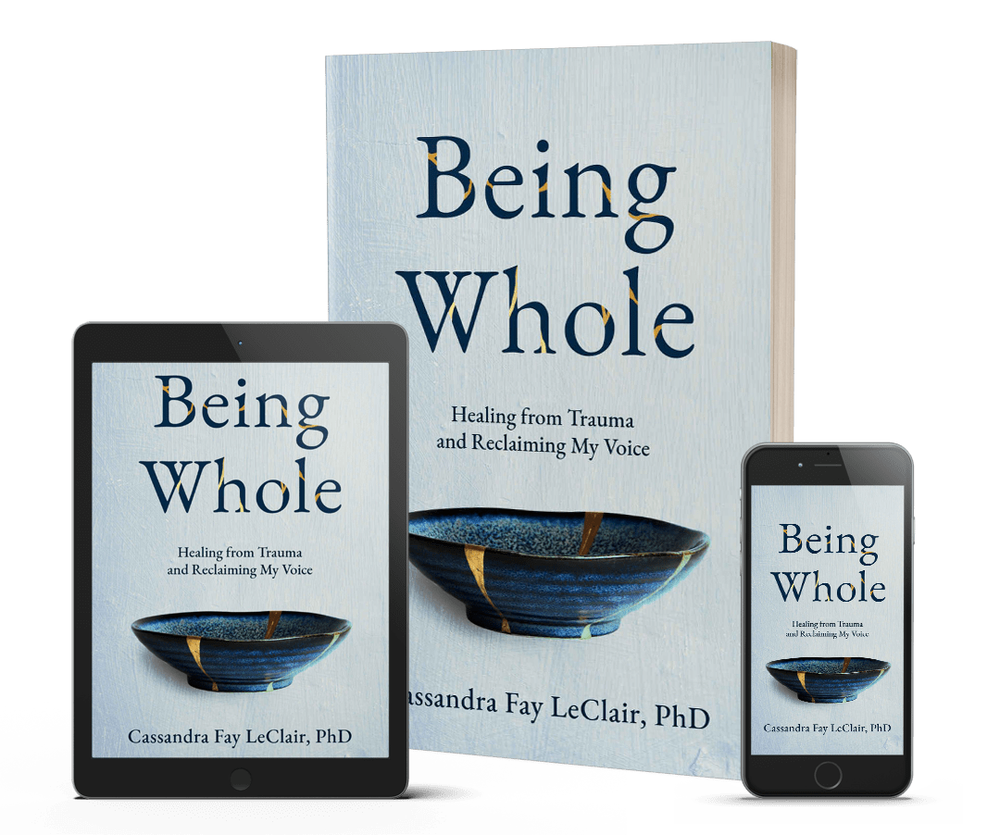 Being
Whole
Healing from Trauma
and Reclaiming My Voice
assandra Fay LeClair, PhD
Being
Whole
Healing from Trauma
and Reclaiming My Voice
Cassandra Fay LeClair, PhD
Being
Whole
Healing from Trauma
and Reclaiming My Voice
Cassandra Fay LeClair, PhD